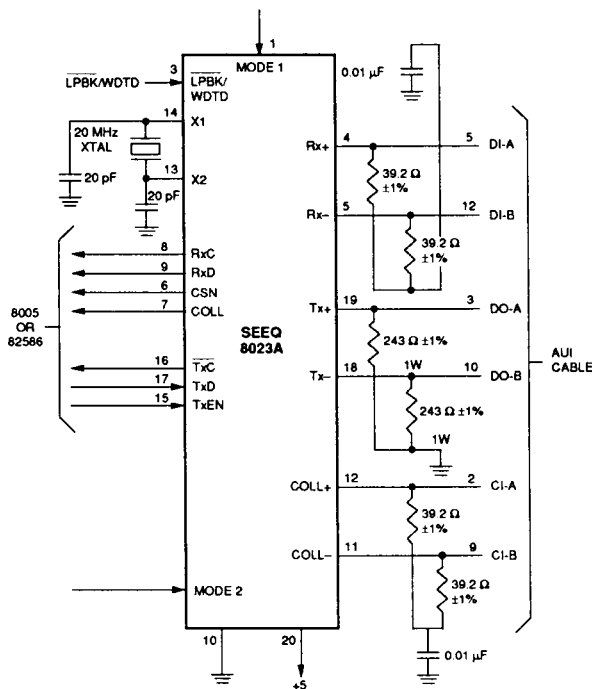 1
MODE 1
3
LPBK/WDTD
LPBK/
WDTD
14
X1
20 MHz
XTAL
13
X2
20 pF
20 pF
0.01 µF
Rx+
4
5
DI-A
39.2 Ω
±1%
Rx–
5
12
DI-B
39.2 Ω
±1%
8
RxC
9
RxD
6
CSN
7
COLL
8005
OR
82586
SEEQ
8023A
Tx+
19
3
DO-A
243 Ω ±1%
1W
Tx–
18
10
DO-B
243 Ω ±1%
1W
16
TxC
17
TxD
15
TxEN
AUI
CABLE
COLL+
12
2
CI-A
39.2 Ω
±1%
COLL–
11
9
CI-B
39.2 Ω
±1%
MODE 2
10
20
+5
0.01 µF